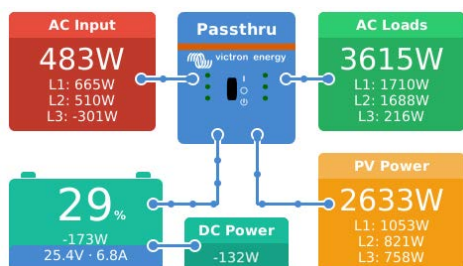 AC Input
483W
L1: 665W
L2: 510W
L3: -301W
Passthru
victron energy
I
AC Loads
3615W
L1: 1710W
L2: 1688W
L3: 216W
29%
-173W
25.4V · 6.8A
DC Power
-132W
PV Power
2633W
L1: 1053W
L2: 821W
L3: 758W